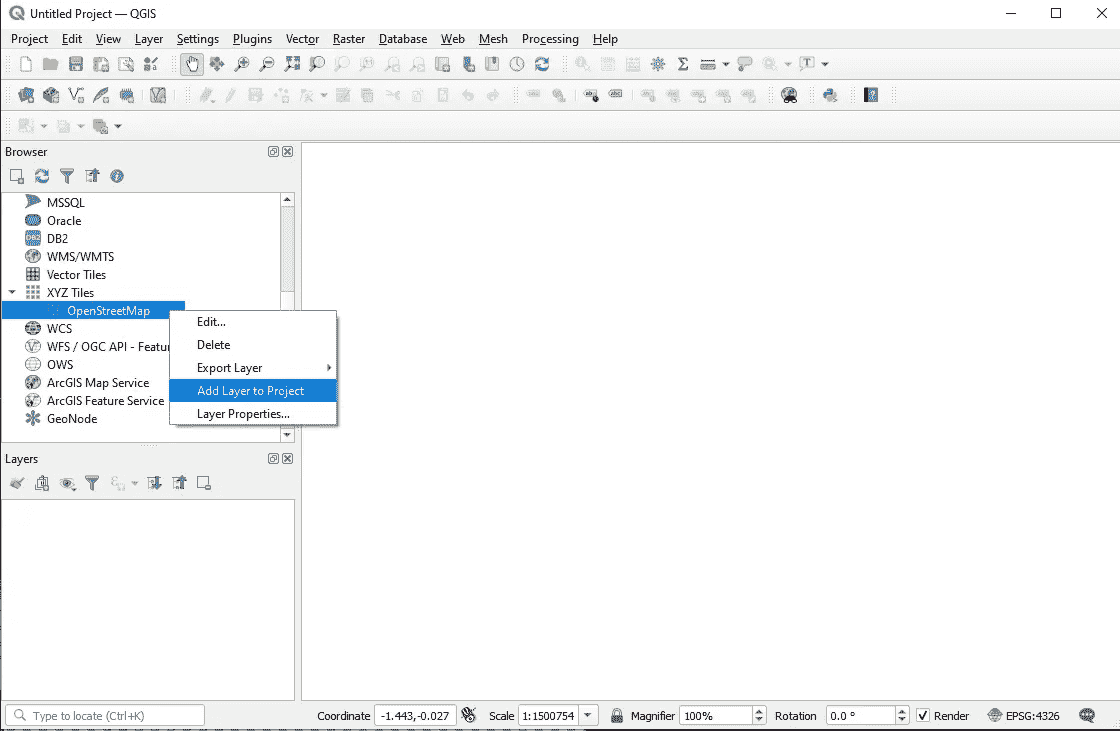 Untitled Project — QGIS
Project Edit View Layer Settings Plugins Vector Raster Database Web Mesh Processing Help
Browser
MSSQL
Oracle
DB2
WMS/WMTS
Vector Tiles
XYZ Tiles
OpenStreetMap
WCS
WFS / OGC API - Featu
OWS
ArcGIS Map Service
ArcGIS Feature Service
GeoNode
Edit...
Delete
Export Layer
Add Layer to Project
Layer Properties...
Layers
Type to locate (Ctrl+K) Coordinate -1.443,-0.027 Scale 1:1500754 Magnifier 100% Rotation 0.0 ° Render EPSG:4326